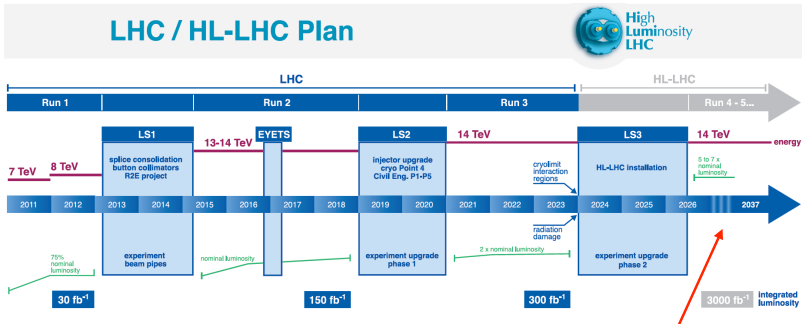 LHC / HL-LHC Plan
High
Luminosity
LHC
LHC
HL-LHC
Run 1
Run 2
Run 3
Run 4 - 5...
LS1
EYETS
LS2
LS3
13-14 TeV
14 TeV
14 TeV
energy
7 TeV
8 TeV
splice consolidation
button collimators
R2E project
injector upgrade
cryo Point 4
Civil Eng. P1-P5
cryolimit
interaction
regions
HL-LHC installation
5 to 7 x
nominal
luminosity
2011
2012
2013
2014
2015
2016
2017
2018
2019
2020
2021
2022
2023
2024
2025
2026
2037
radiation
damage
75%
nominal
luminosity
experiment
beam pipes
nominal luminosity
experiment upgrade
phase 1
2 x nominal luminosity
experiment upgrade
phase 2
30 fb-1
150 fb-1
300 fb-1
3000 fb-1
integrated
luminosity